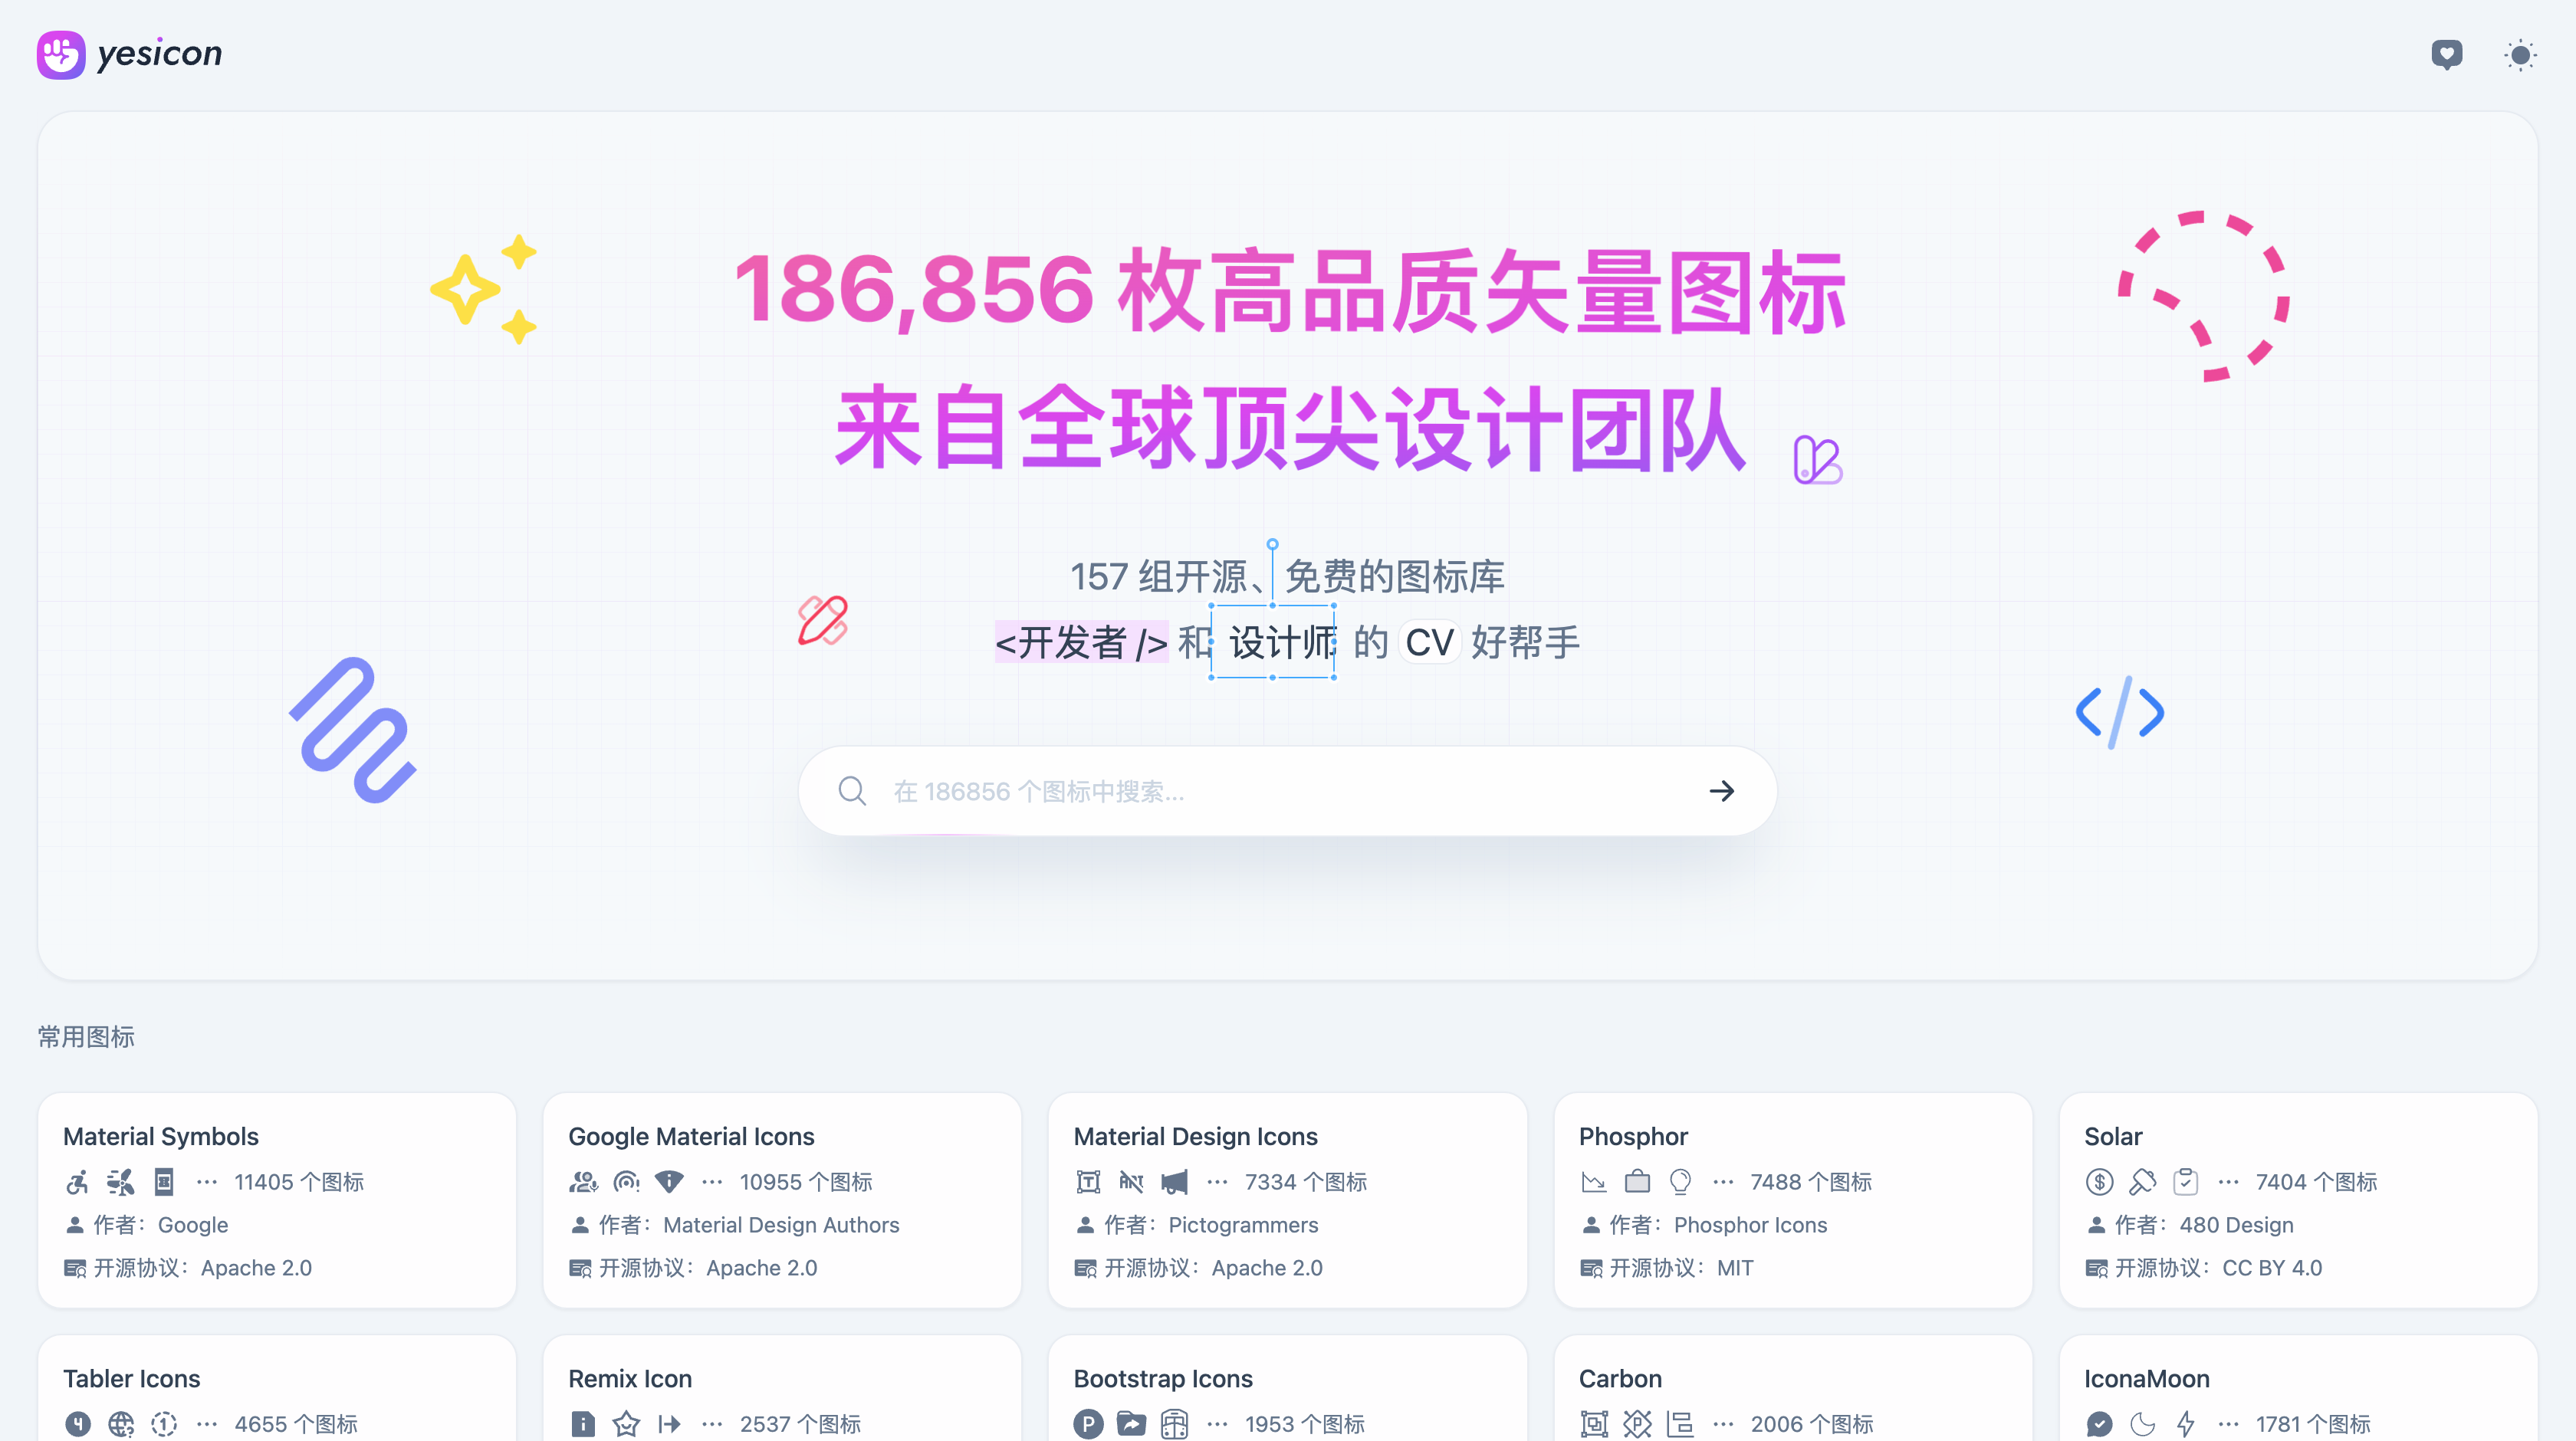 yesicon
186,856 枚高品质矢量图标
来自全球顶尖设计团队
157 组开源、免费的图标库
<开发者 /> 和 设计师 的 CV 好帮手
在 186856 个图标中搜索...
常用图标
Material Symbols
11405 个图标
作者：Google
开源协议：Apache 2.0
Google Material Icons
10955 个图标
作者：Material Design Authors
开源协议：Apache 2.0
Material Design Icons
7334 个图标
作者：Pictogrammers
开源协议：Apache 2.0
Phosphor
7488 个图标
作者：Phosphor Icons
开源协议：MIT
Solar
7404 个图标
作者：480 Design
开源协议：CC BY 4.0
Tabler Icons
4655 个图标
Remix Icon
2537 个图标
Bootstrap Icons
1953 个图标
Carbon
2006 个图标
IconaMoon
1781 个图标